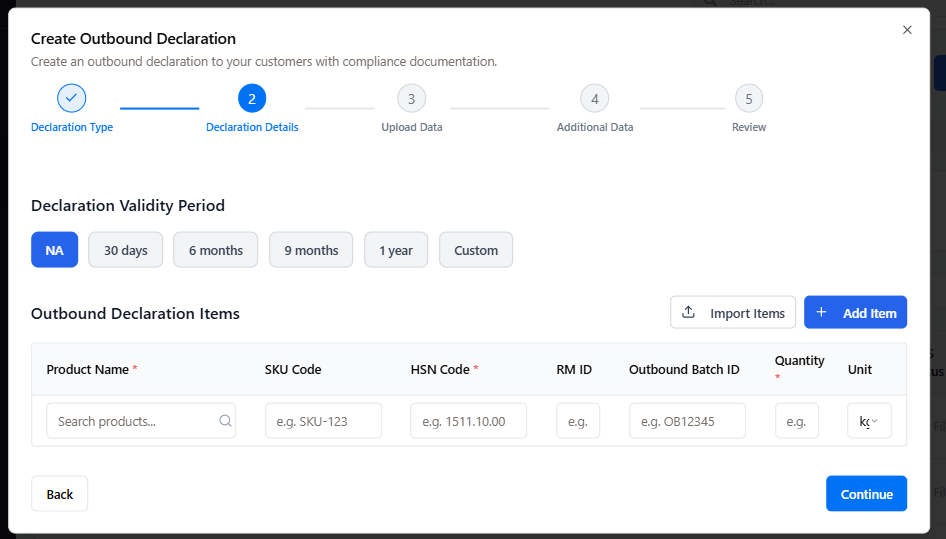 Search...
Create Outbound Declaration
Create an outbound declaration to your customers with compliance documentation.
2 3 4 5
Declaration Type Declaration Details Upload Data Additional Data Review
Declaration Validity Period
NA 30 days 6 months 9 months 1 year Custom
Outbound Declaration Items Import Items + Add Item
Product Name * SKU Code HSN Code * RM ID Outbound Batch ID Quantity * Unit
Search products... e.g. SKU-123 e.g. 1511.10.00 e.g. e.g. OB12345 e.g.
Back Continue